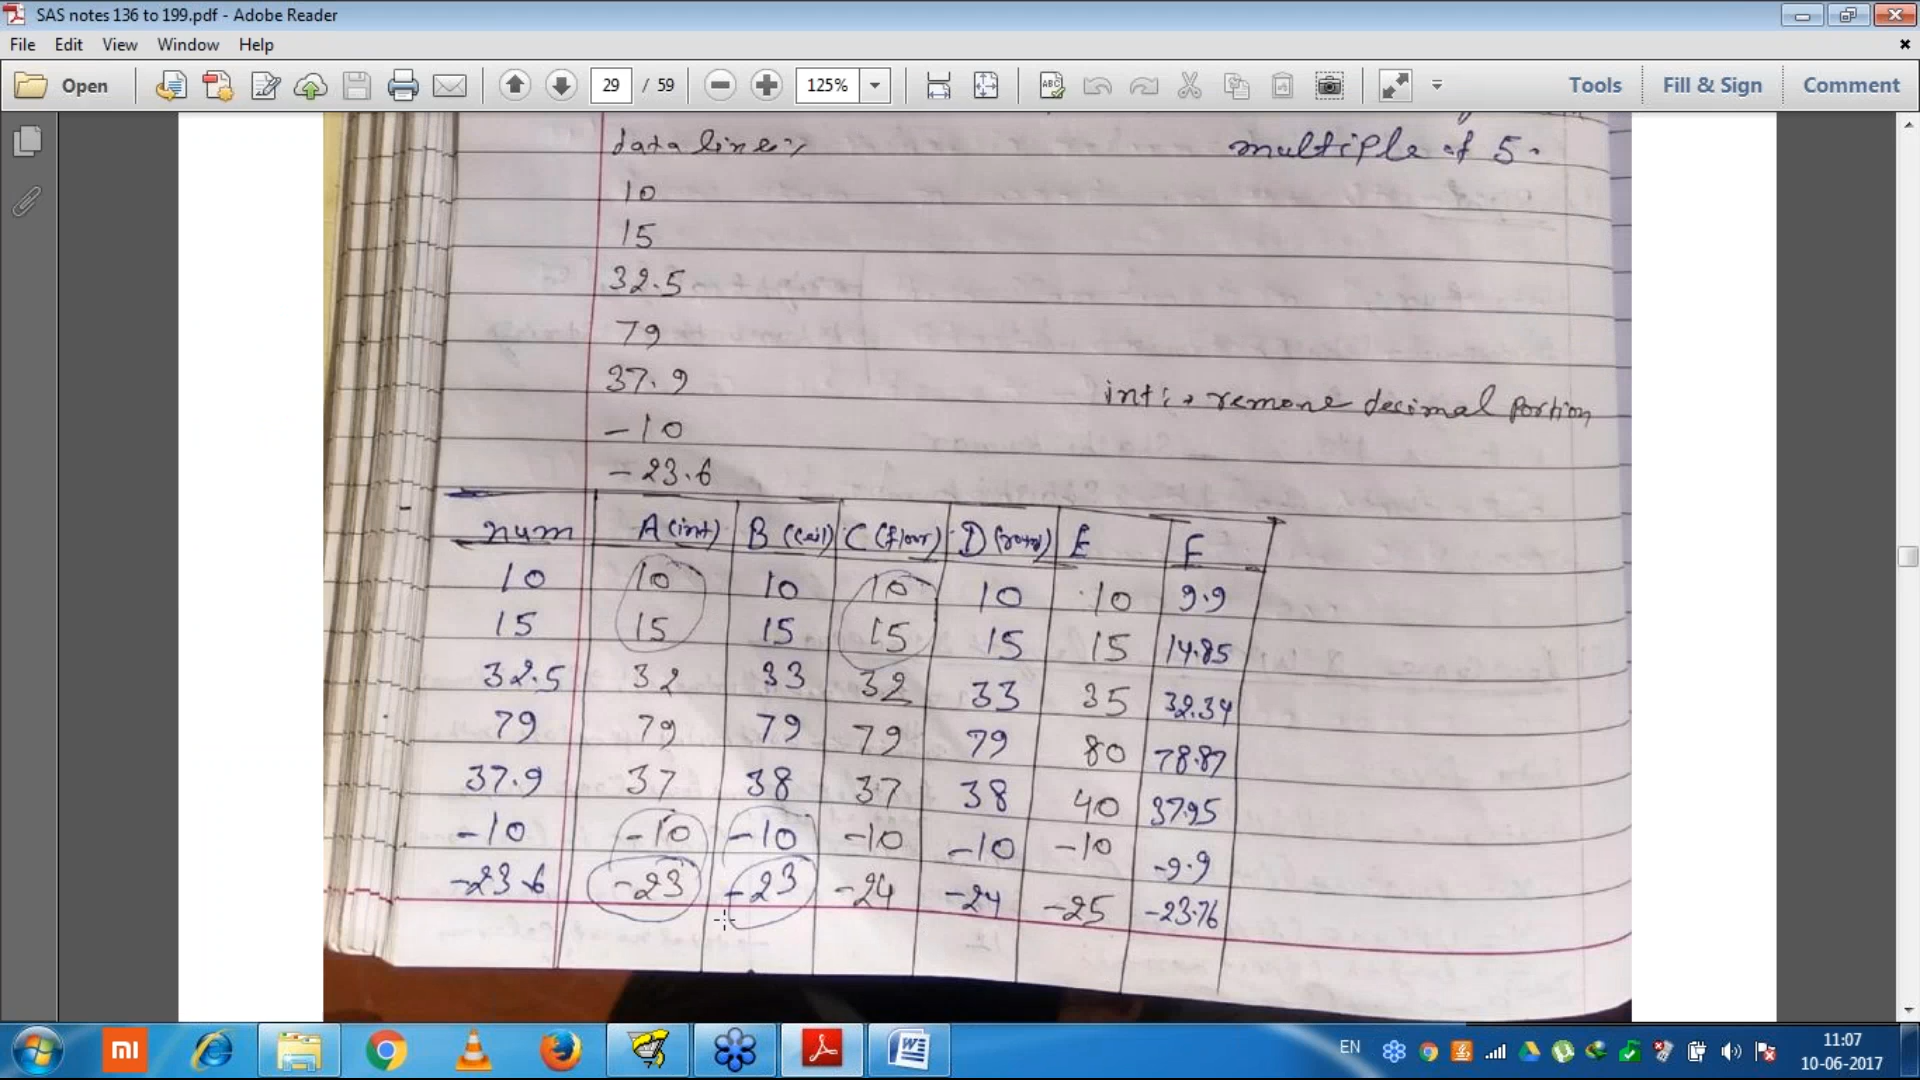 SAS notes 136 to 199.pdf - Adobe Reader
File Edit View Window Help
Open 29 / 59 125% Tools Fill & Sign Comment
datalines;
multiple of 5.
10
15
32.5
79
37.9
int: → remove decimal portion
-10
-23.6
num A(int) B(ceil) C(floor) D(round) E F
10 10 10 10 10 10 9.9
15 15 15 15 15 15 14.85
32.5 32 33 32 33 35 32.34
79 79 79 79 79 80 78.87
37.9 37 38 37 38 40 37.95
-10 -10 -10 -10 -10 -10 -9.9
-23.6 -23 -23 -24 -24 -25 -23.76
EN 11:07
10-06-2017